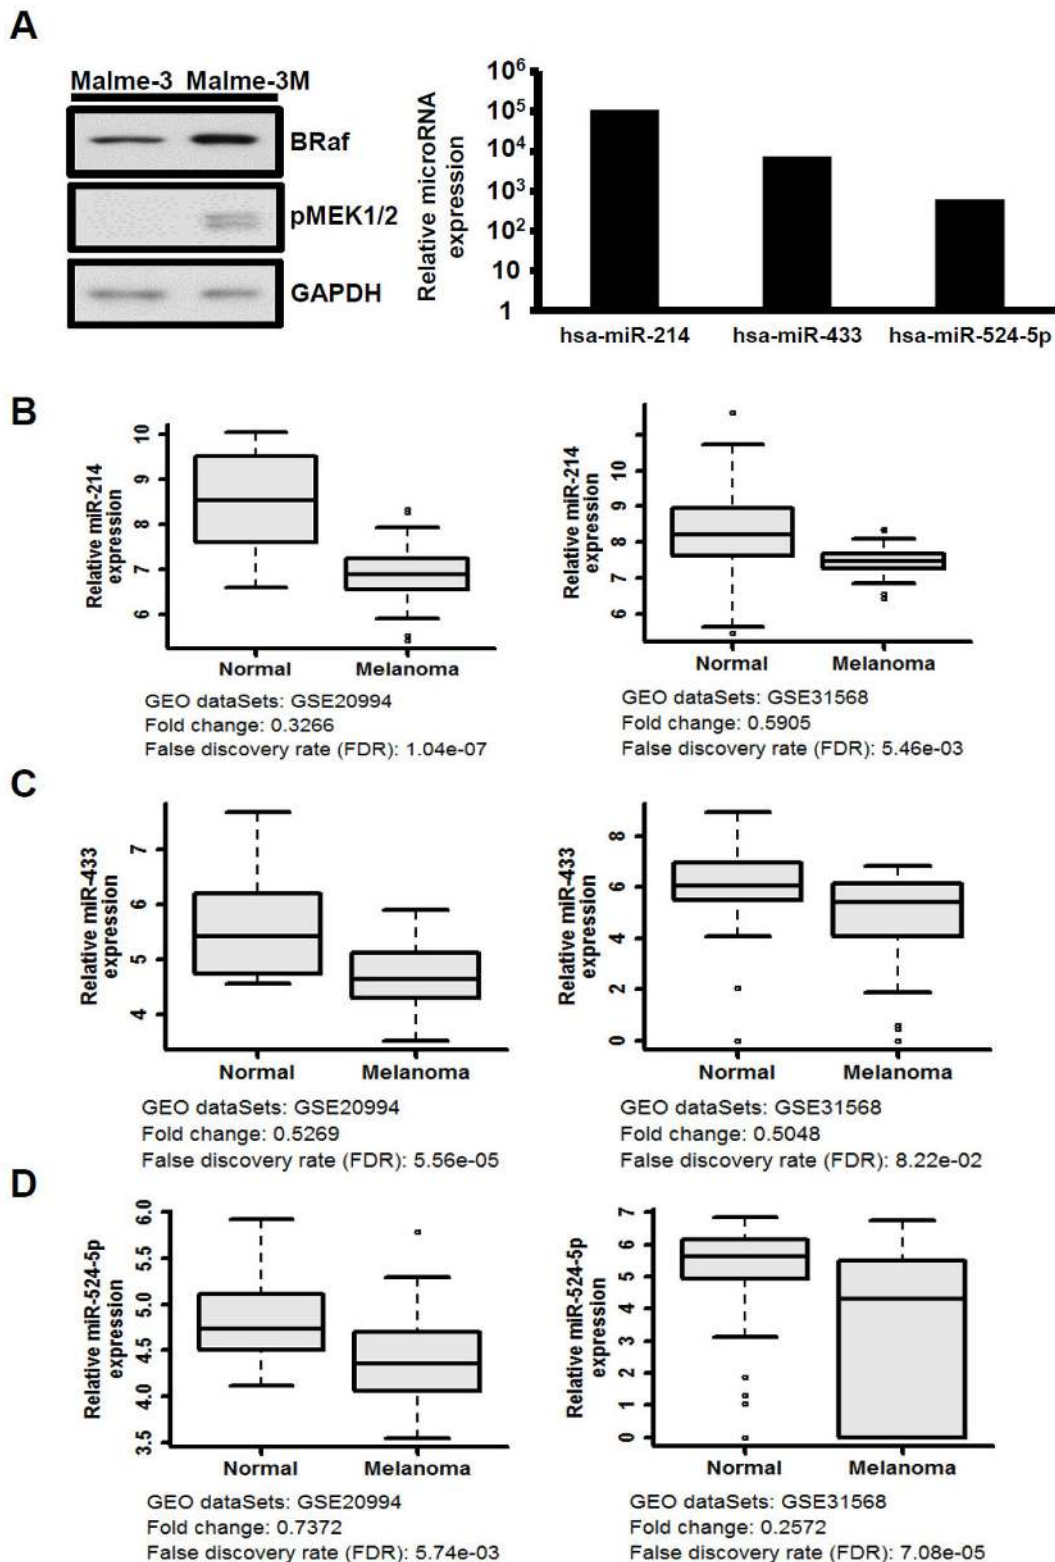 A
Malme-3 Malme-3M
BRaf
pMEK1/2
GAPDH
Relative microRNA
expression
10⁶
10⁵
10⁴
10³
10²
10
1
hsa-miR-214 hsa-miR-433 hsa-miR-524-5p
B
Relative miR-214
expression
10
9
8
7
6
Normal Melanoma
GEO dataSets: GSE20994
Fold change: 0.3266
False discovery rate (FDR): 1.04e-07
Relative miR-214
expression
10
9
8
7
6
Normal Melanoma
GEO dataSets: GSE31568
Fold change: 0.5905
False discovery rate (FDR): 5.46e-03
C
Relative miR-433
expression
7
6
5
4
Normal Melanoma
GEO dataSets: GSE20994
Fold change: 0.5269
False discovery rate (FDR): 5.56e-05
Relative miR-433
expression
8
6
4
2
0
Normal Melanoma
GEO dataSets: GSE31568
Fold change: 0.5048
False discovery rate (FDR): 8.22e-02
D
Relative miR-524-5p
expression
6.0
5.5
5.0
4.5
4.0
3.5
Normal Melanoma
GEO dataSets: GSE20994
Fold change: 0.7372
False discovery rate (FDR): 5.74e-03
Relative miR-524-5p
expression
7
6
5
4
3
2
1
0
Normal Melanoma
GEO dataSets: GSE31568
Fold change: 0.2572
False discovery rate (FDR): 7.08e-05